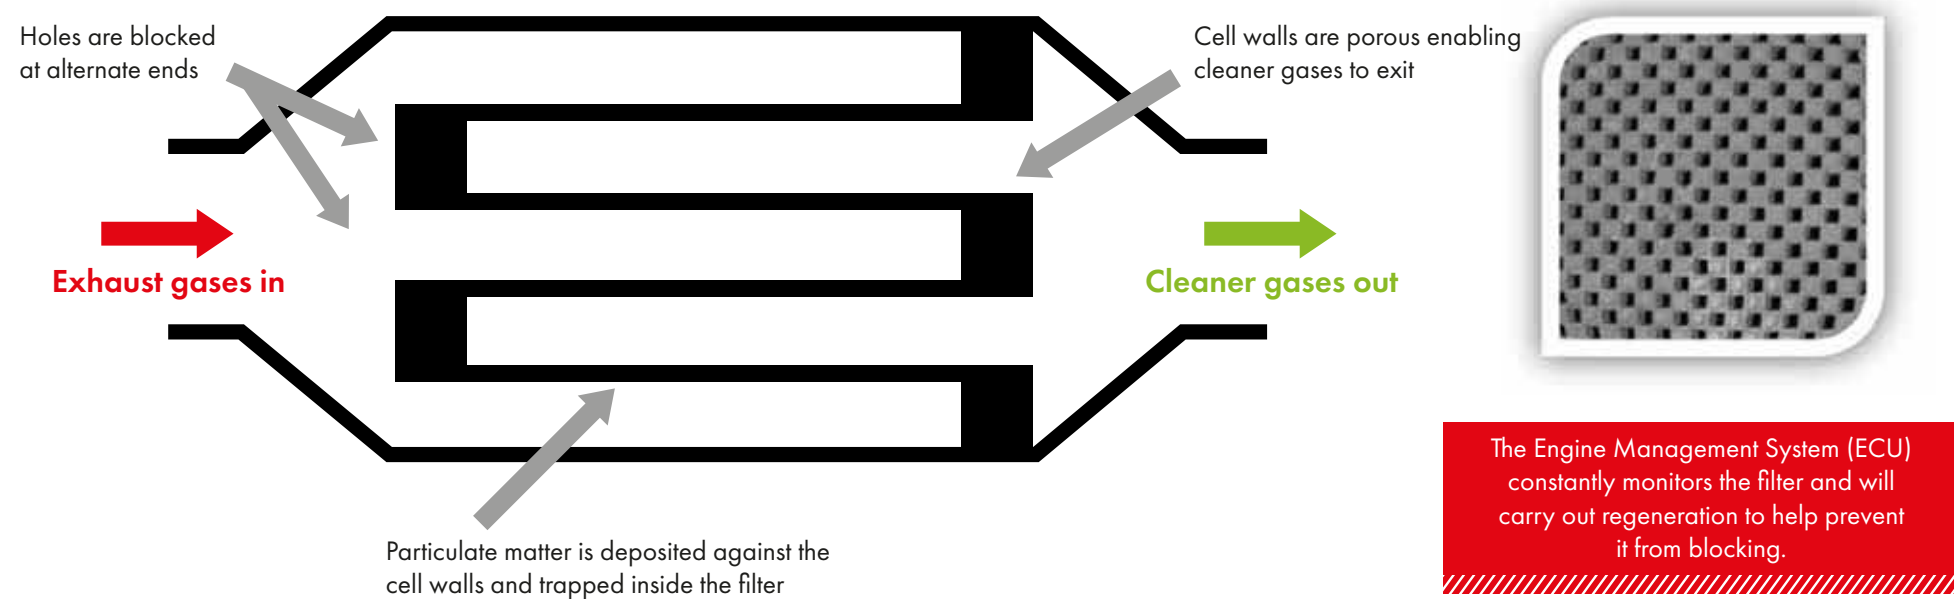 Holes are blocked
at alternate ends
Cell walls are porous enabling
cleaner gases to exit
Exhaust gases in
Cleaner gases out
Particulate matter is deposited against the
cell walls and trapped inside the filter
The Engine Management System (ECU)
constantly monitors the filter and will
carry out regeneration to help prevent
it from blocking.